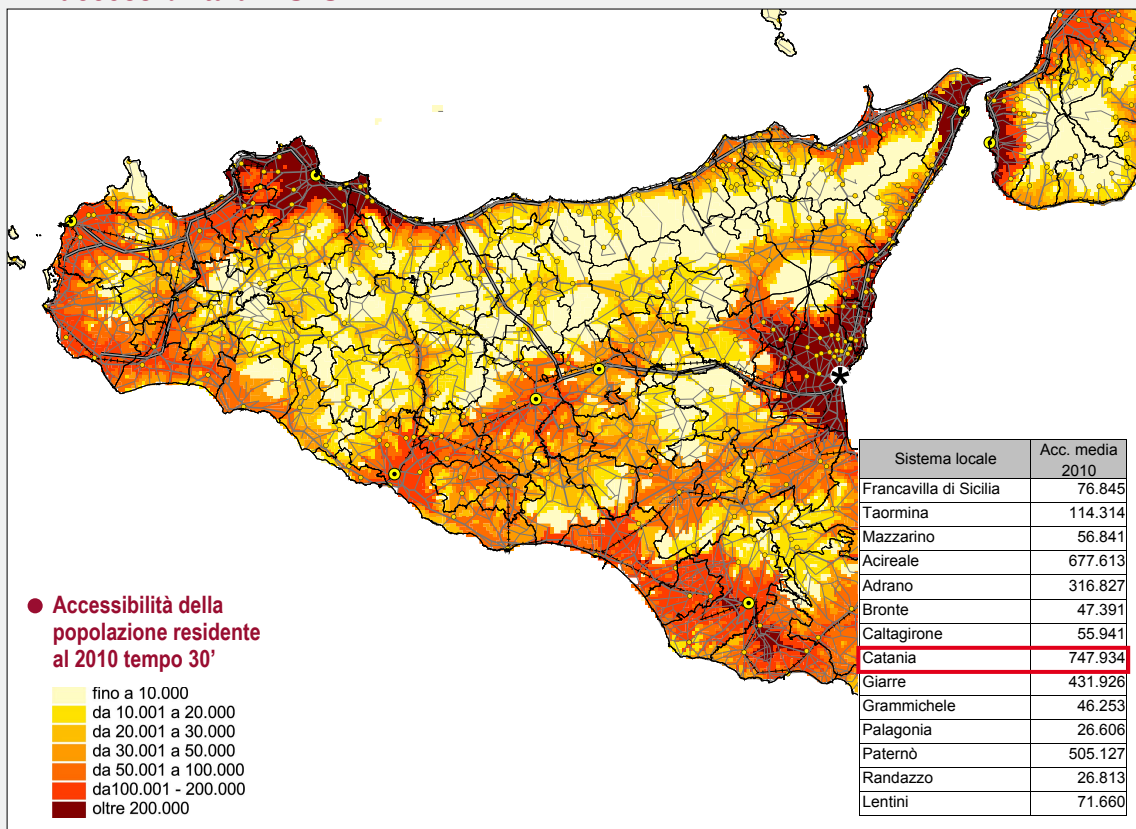 ● Accessibilità della
popolazione residente
al 2010 tempo 30’
fino a 10.000
da 10.001 a 20.000
da 20.001 a 30.000
da 30.001 a 50.000
da 50.001 a 100.000
da100.001 - 200.000
oltre 200.000
Sistema locale Acc. media 2010
Francavilla di Sicilia 76.845
Taormina 114.314
Mazzarino 56.841
Acireale 677.613
Adrano 316.827
Bronte 47.391
Caltagirone 55.941
Catania 747.934
Giarre 431.926
Grammichele 46.253
Palagonia 26.606
Paternò 505.127
Randazzo 26.813
Lentini 71.660